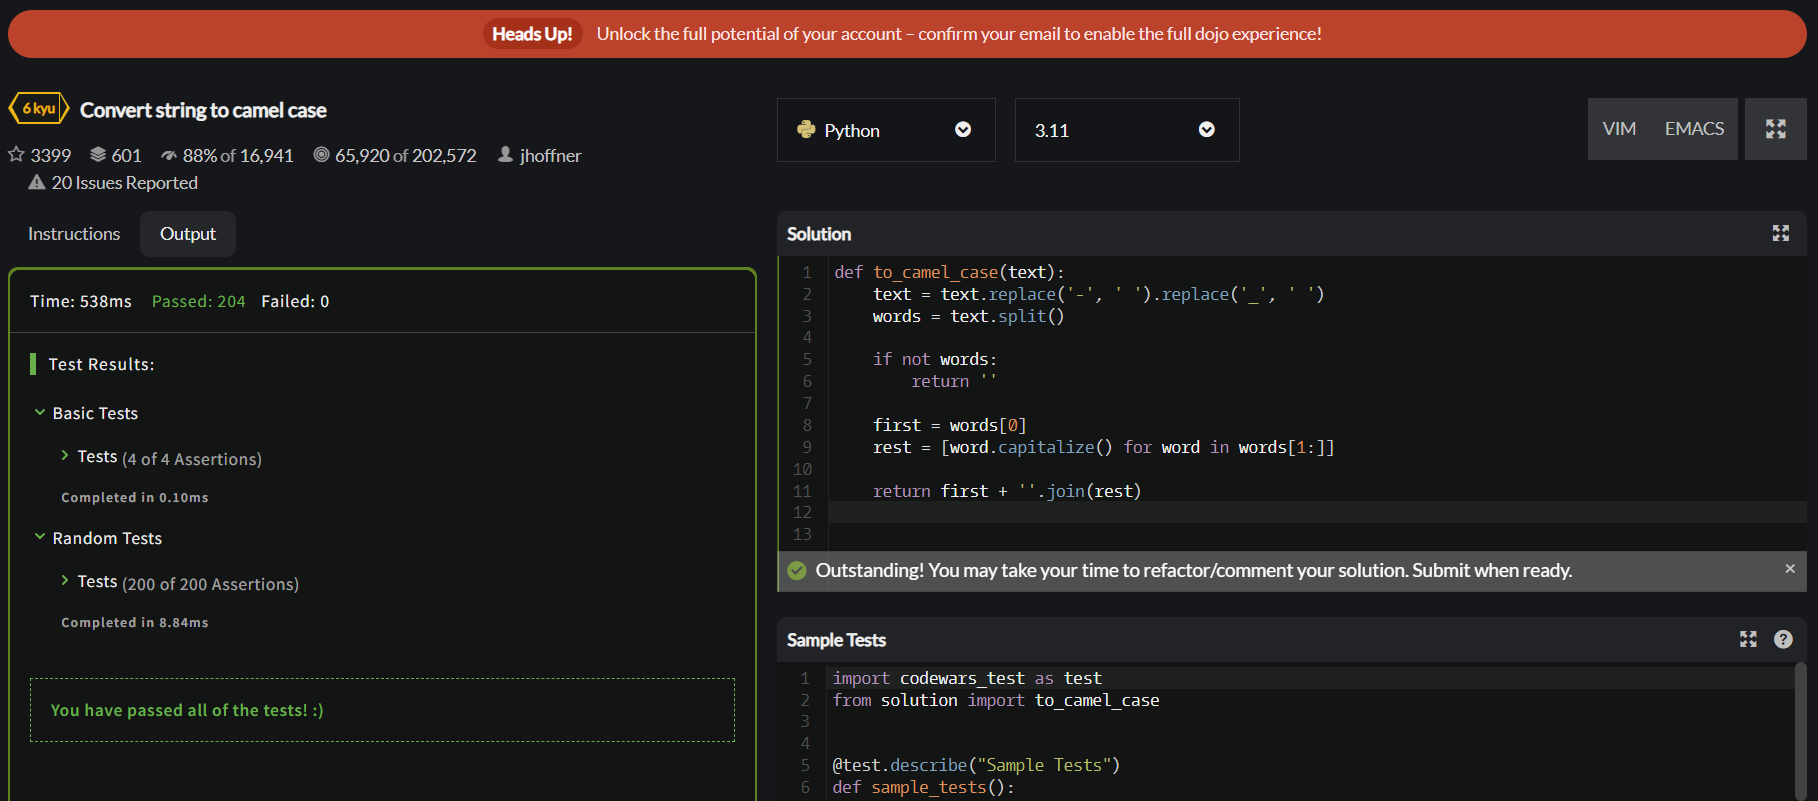 Heads Up! Unlock the full potential of your account – confirm your email to enable the full dojo experience!
6 kyu Convert string to camel case
3399 601 88% of 16,941 65,920 of 202,572 jhoffner
20 Issues Reported
Instructions Output
Time: 538ms Passed: 204 Failed: 0
Test Results:
Basic Tests
Tests (4 of 4 Assertions)
Completed in 0.10ms
Random Tests
Tests (200 of 200 Assertions)
Completed in 8.84ms
You have passed all of the tests! :)
Python 3.11 VIM EMACS
Solution
1 def to_camel_case(text):
2     text = text.replace('-', ' ').replace('_', ' ')
3     words = text.split()
4
5     if not words:
6         return ''
7
8     first = words[0]
9     rest = [word.capitalize() for word in words[1:]]
10
11     return first + ''.join(rest)
12
13
Outstanding! You may take your time to refactor/comment your solution. Submit when ready. ×
Sample Tests ?
1 import codewars_test as test
2 from solution import to_camel_case
3
4
5 @test.describe("Sample Tests")
6 def sample_tests():